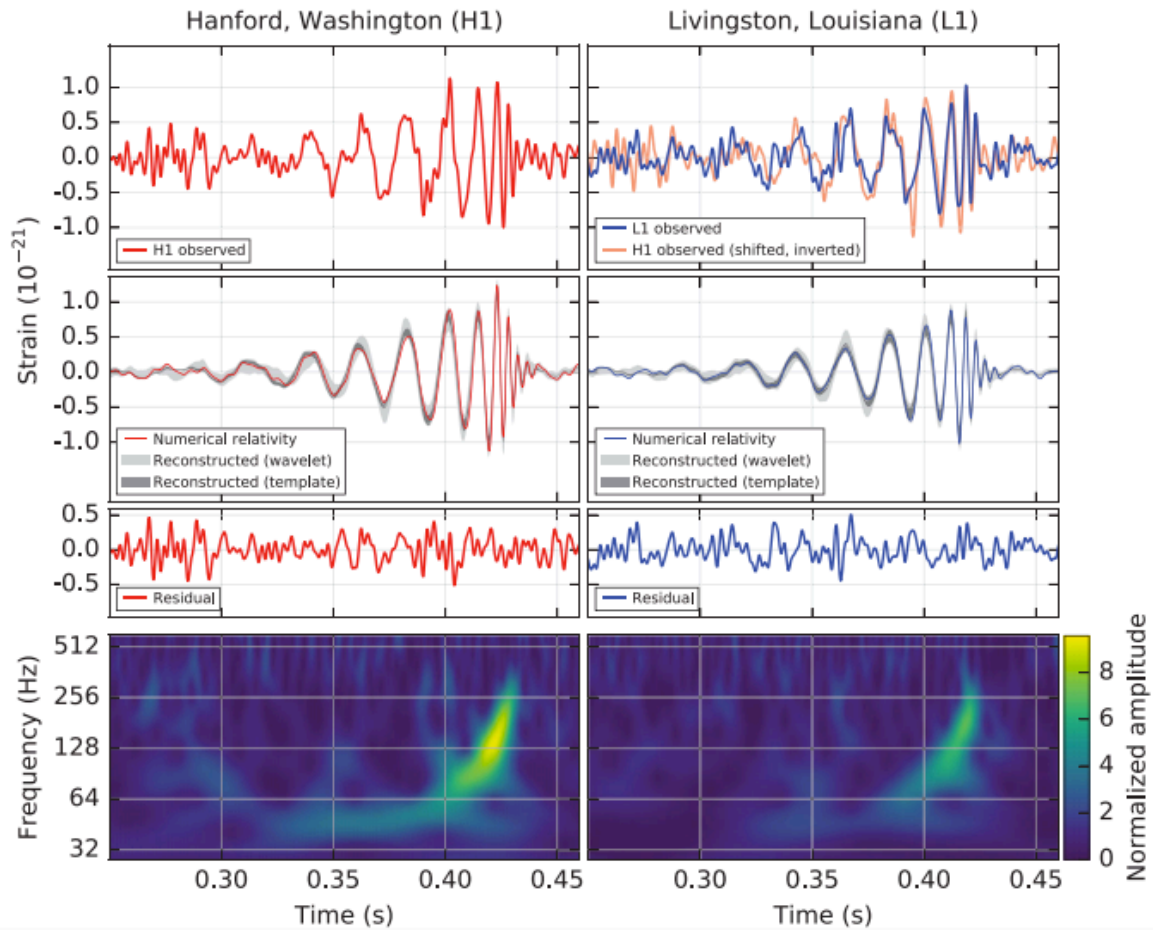 Hanford, Washington (H1)
Livingston, Louisiana (L1)
Strain (10⁻²¹)
1.0
0.5
0.0
-0.5
-1.0
H1 observed
L1 observed
H1 observed (shifted, inverted)
1.0
0.5
0.0
-0.5
-1.0
Numerical relativity
Reconstructed (wavelet)
Reconstructed (template)
Numerical relativity
Reconstructed (wavelet)
Reconstructed (template)
0.5
0.0
-0.5
Residual
Residual
Frequency (Hz)
512
256
128
64
32
Normalized amplitude
8
6
4
2
0
0.30 0.35 0.40 0.45
0.30 0.35 0.40 0.45
Time (s)
Time (s)